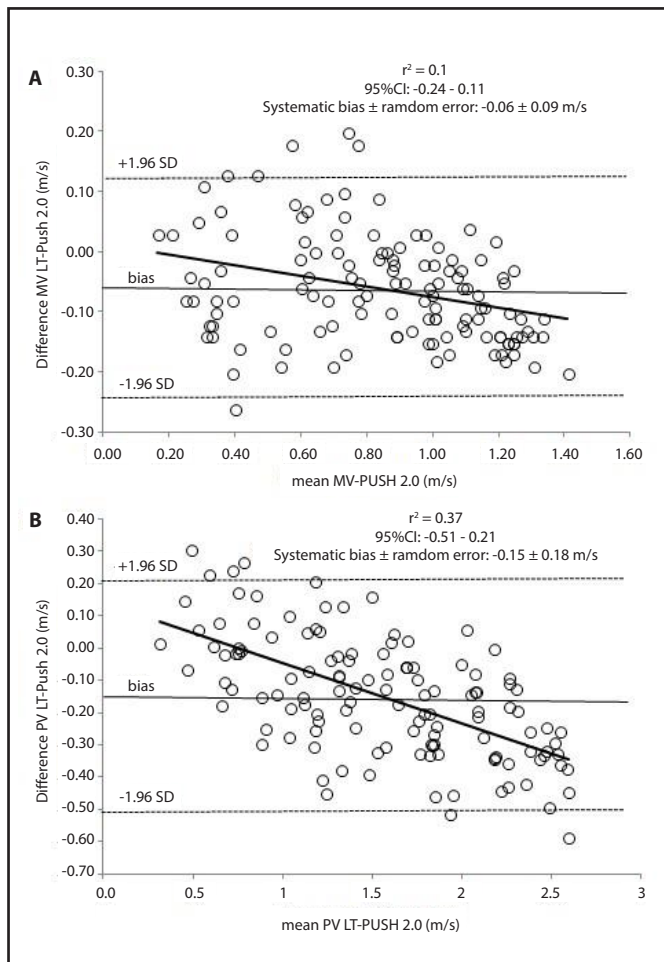 A
r² = 0.1
95%CI: -0.24 - 0.11
Systematic bias ± ramdom error: -0.06 ± 0.09 m/s
Difference MV LT-Push 2.0 (m/s)
0.30
0.20
0.10
0.00
-0.10
-0.20
-0.30
+1.96 SD
bias
-1.96 SD
0.00 0.20 0.40 0.60 0.80 1.00 1.20 1.40 1.60
mean MV-PUSH 2.0 (m/s)
B
r² = 0.37
95%CI: -0.51 - 0.21
Systematic bias ± ramdom error: -0.15 ± 0.18 m/s
Difference PV LT-Push 2.0 (m/s)
0.40
0.30
0.20
0.10
0.00
-0.10
-0.20
-0.30
-0.40
-0.50
-0.60
-0.70
+1.96 SD
bias
-1.96 SD
0.0 0.5 1 1.5 2 2.5 3
mean PV LT-PUSH 2.0 (m/s)